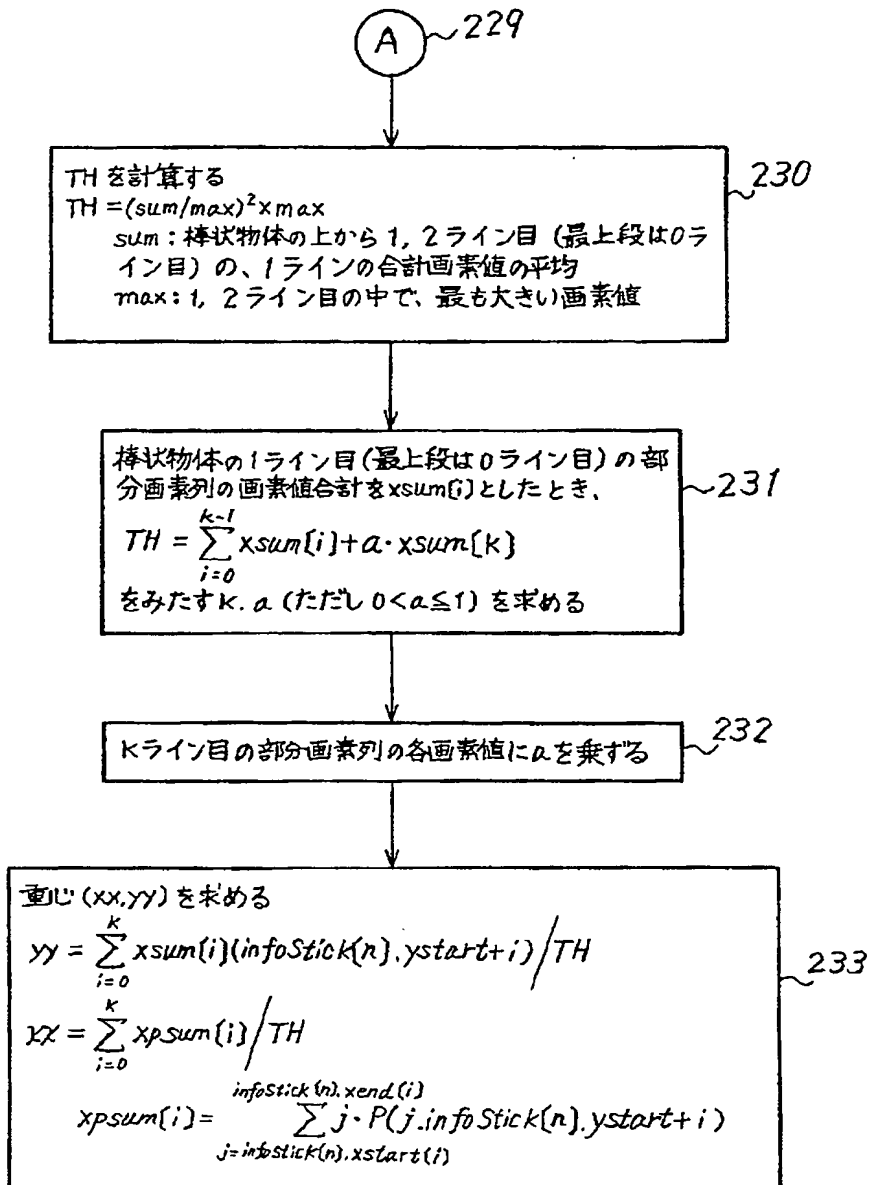 A 229
230
THを計算する
TH=(sum/max)²×max
sum:棒状物体の上から1,2ライン目(最上段は0ラ
イン目)の、1ラインの合計画素値の平均
max:1,2ライン目の中で、最も大きい画素値
231
棒状物体の1ライン目(最上段は0ライン目)の部
分画素列の画素値合計をxsum[i]としたとき、
TH = \sum_{i=0}^{k-1} xsum[i]+a·xsum[k]
をみたすk.a(ただし0<a≦1)を求める
232
kライン目の部分画素列の各画素値にaを乗ずる
233
重心(xx,yy)を求める
yy = \sum_{i=0}^{k} xsum[i](infoStick[n].ystart+i)/TH
xx = \sum_{i=0}^{k} xpsum[i]/TH
xpsum[i]= \sum_{j=infoStick[n].xstart(i)}^{infoStick[n].xend(i)} j·P(j.infoStick[n].ystart+i)